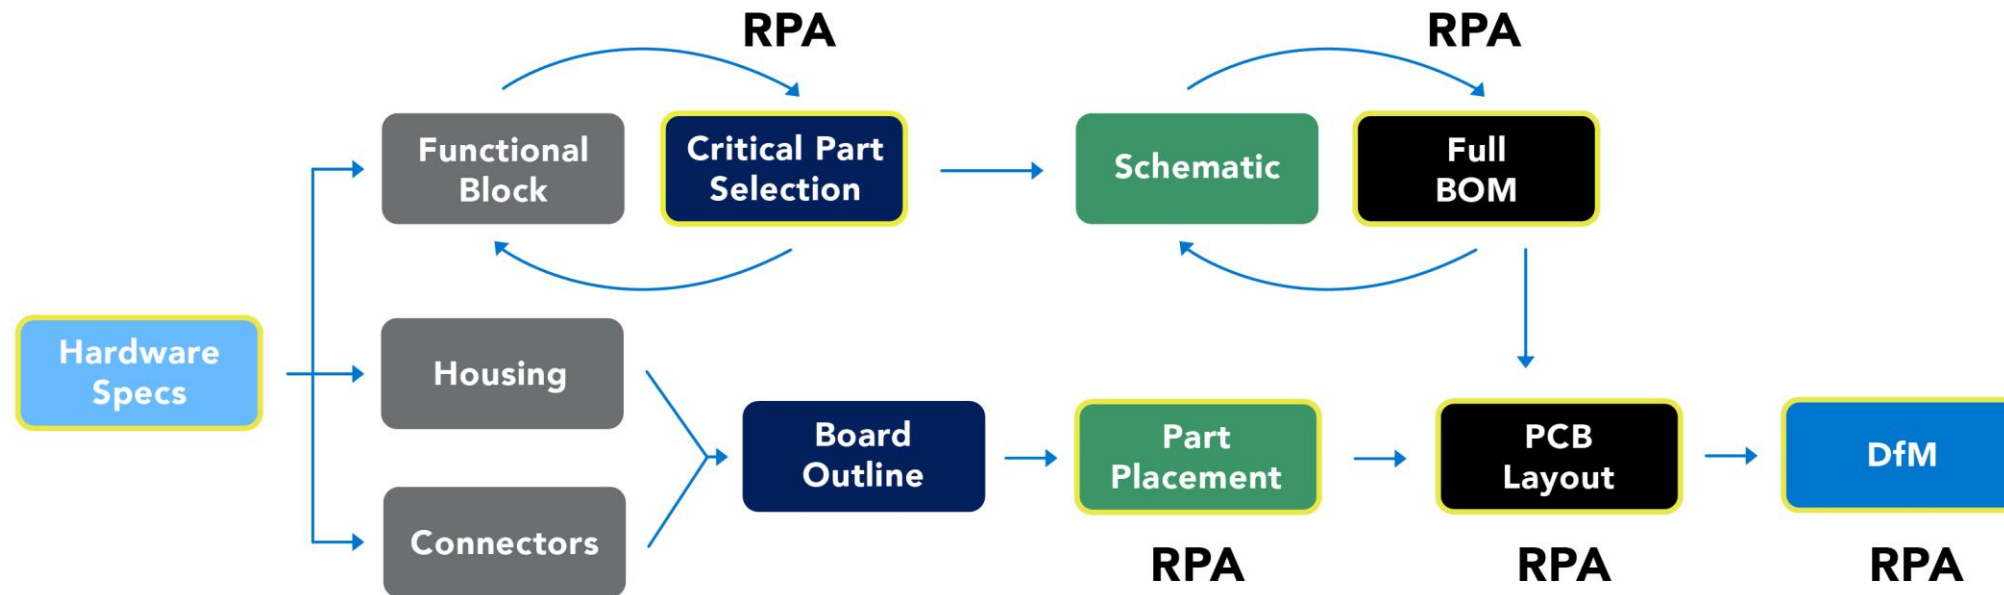 RPA
RPA
Functional
Block
Critical Part
Selection
Schematic
Full
BOM
Hardware
Specs
Housing
Connectors
Board
Outline
Part
Placement
PCB
Layout
DfM
RPA
RPA
RPA